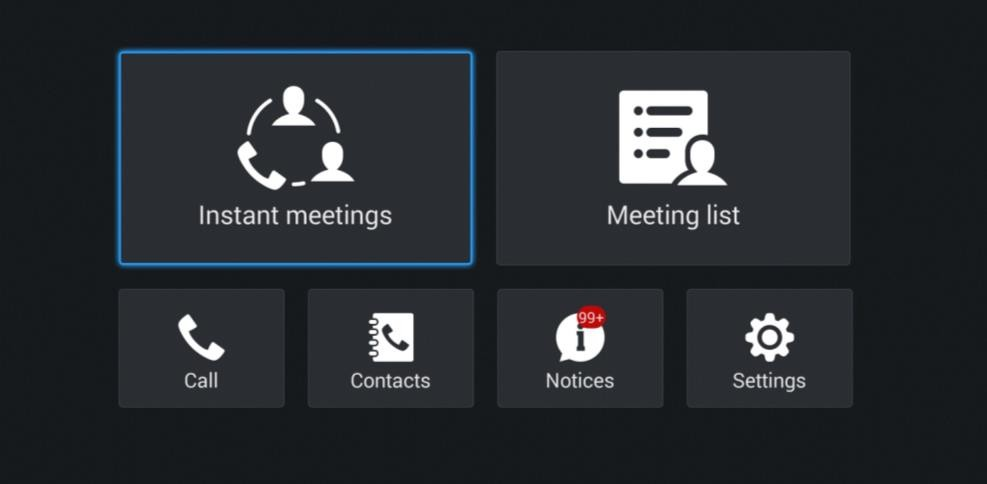 Instant meetings
Meeting list
Call
Contacts
99+
Notices
Settings